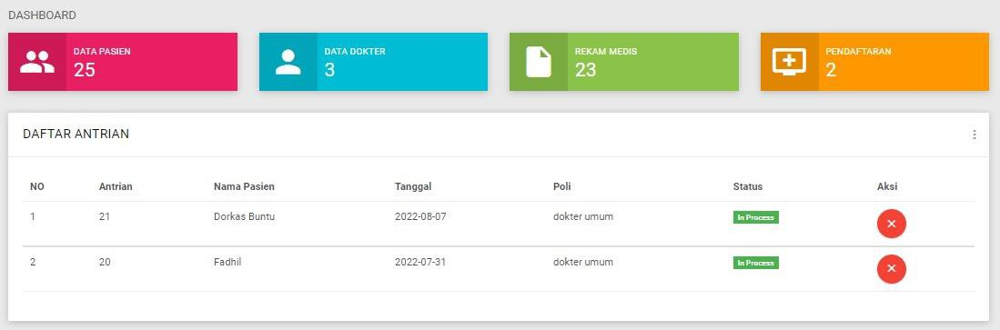 DASHBOARD
DATA PASIEN
25
DATA DOKTER
3
REKAM MEDIS
23
PENDAFTARAN
2
DAFTAR ANTRIAN
NO Antrian Nama Pasien Tanggal Poli Status Aksi
1 21 Dorkas Buntu 2022-08-07 dokter umum In Process
2 20 Fadhil 2022-07-31 dokter umum In Process